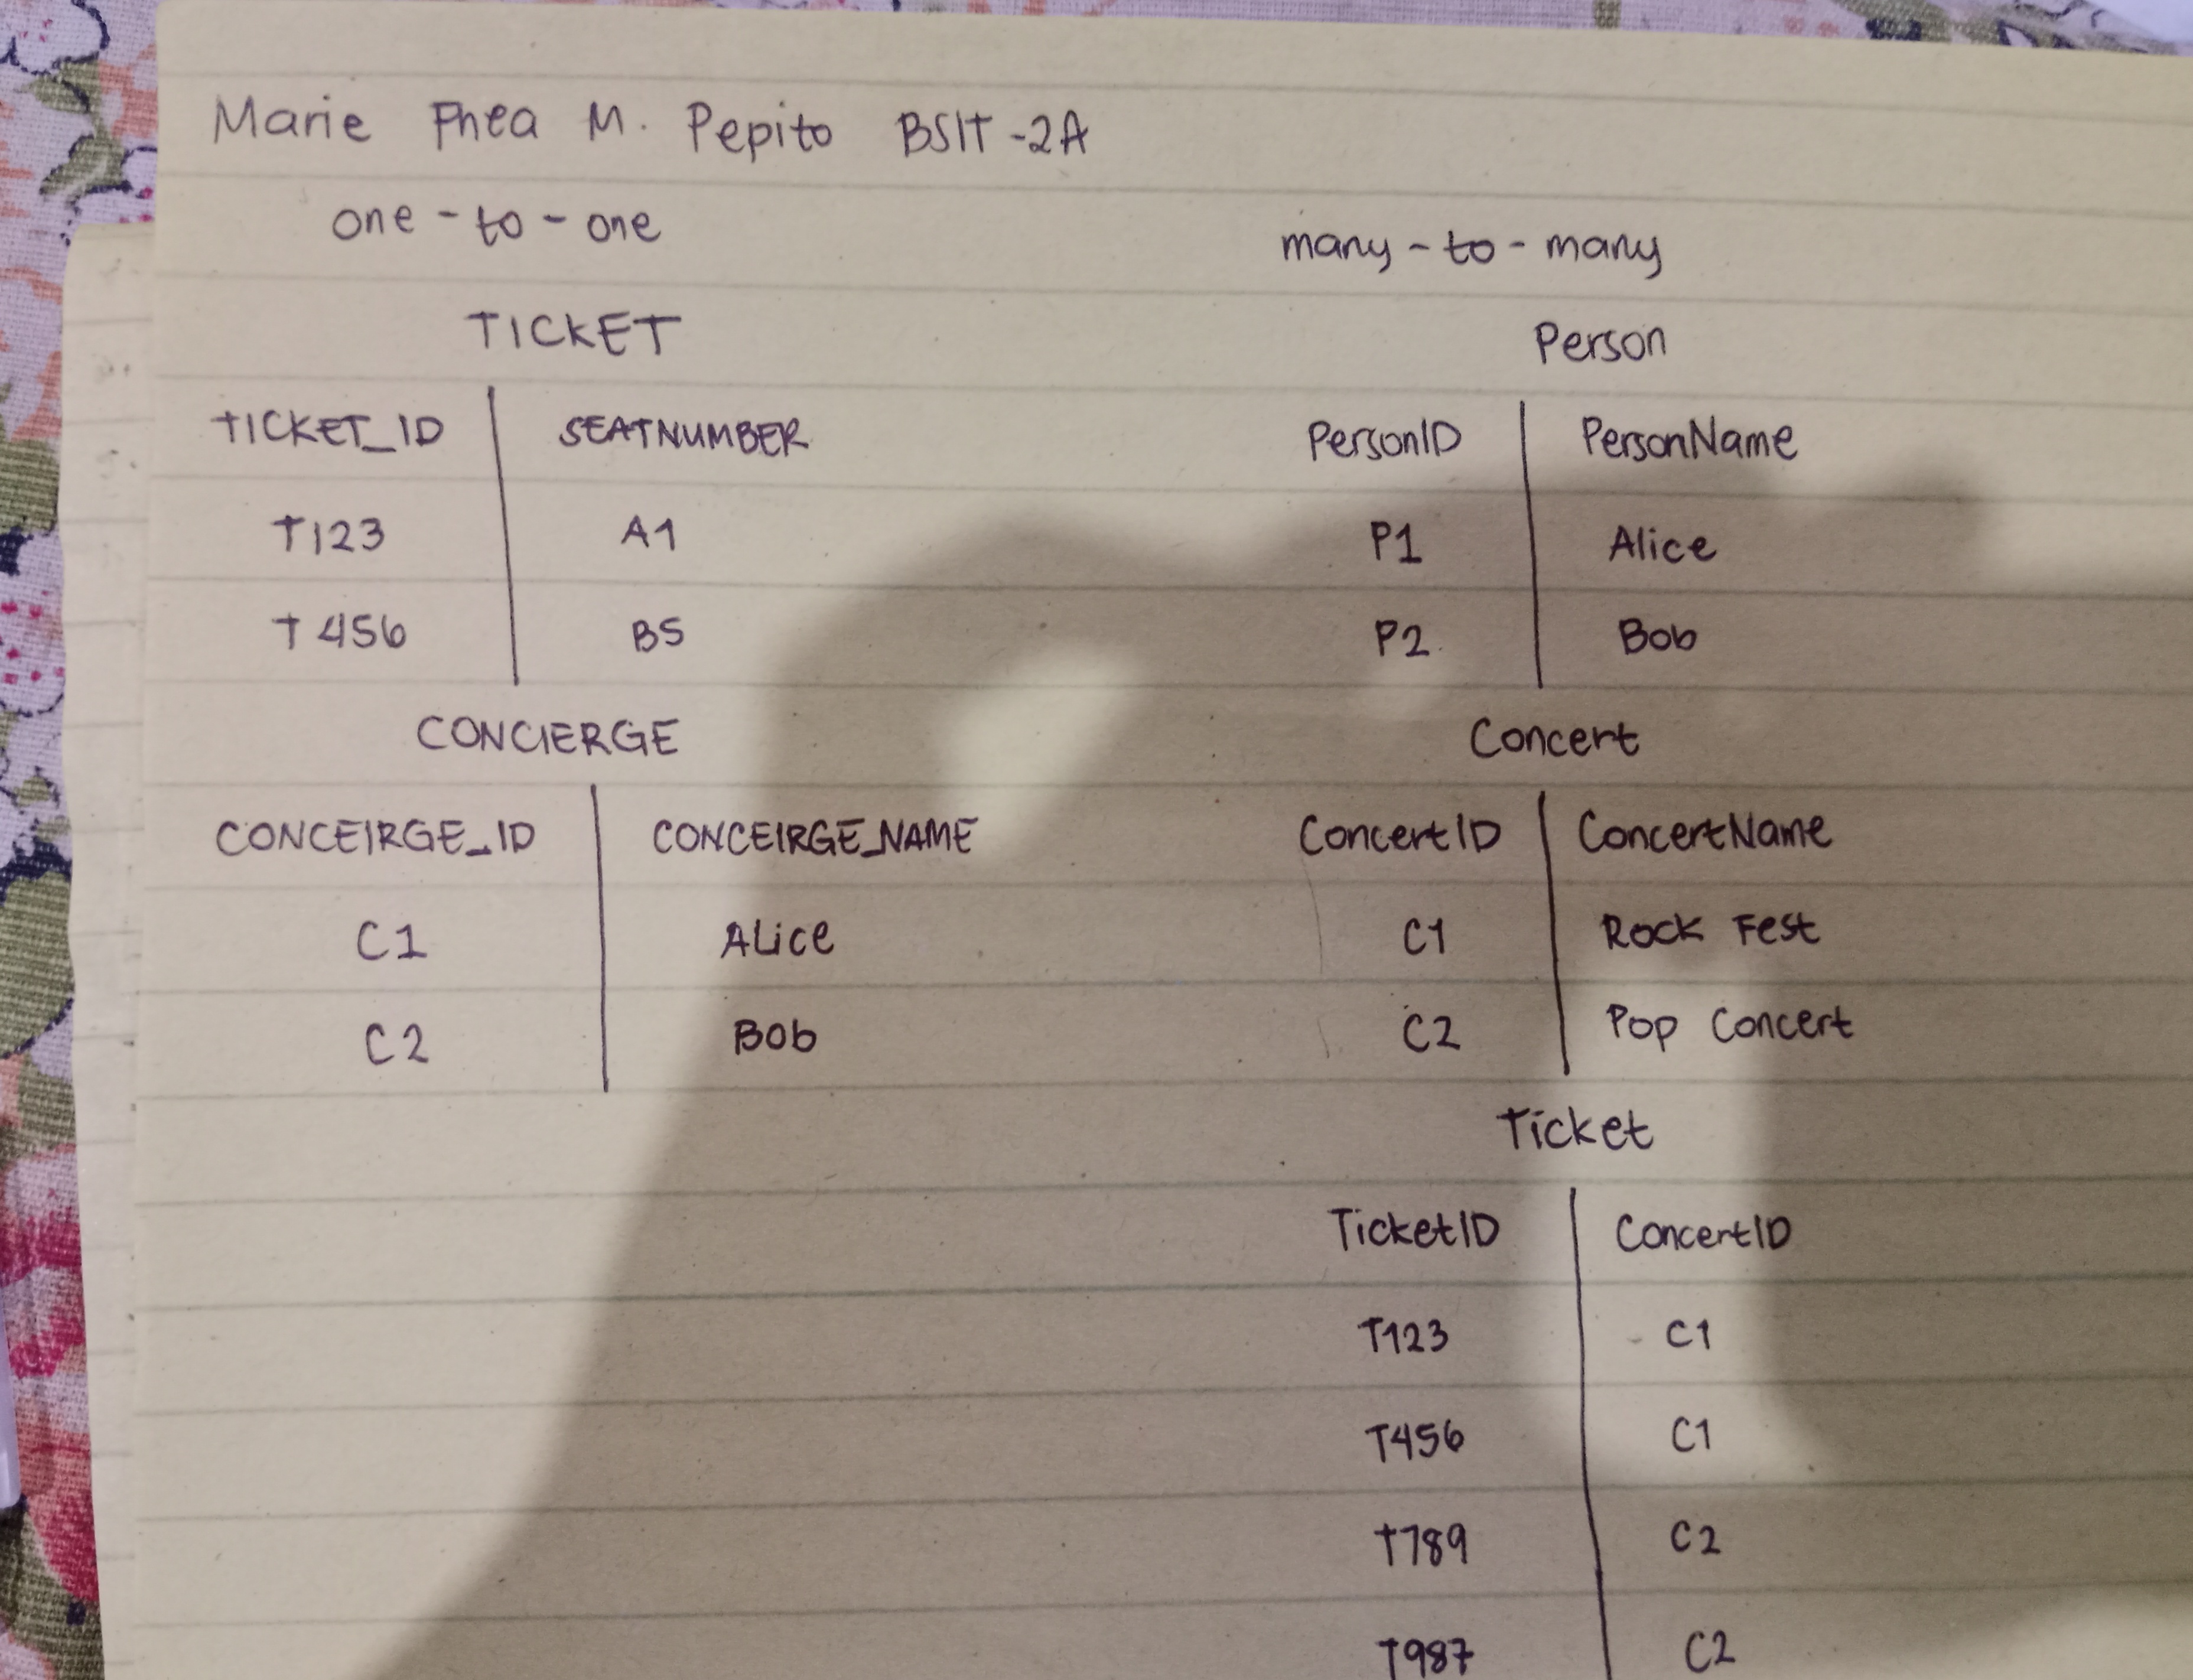 Marie Fhea M. Pepito BSIT-2A
one-to-one
TICKET
TICKET_ID SEATNUMBER
T123 A1
T456 B5
CONCIERGE
CONCEIRGE_ID CONCEIRGE_NAME
C1 ALice
C2 Bob
many-to-many
Person
PersonID PersonName
P1 Alice
P2 Bob
Concert
ConcertID ConcertName
C1 Rock Fest
C2 Pop Concert
Ticket
TicketID ConcertID
T123 C1
T456 C1
T789 C2
T987 C2